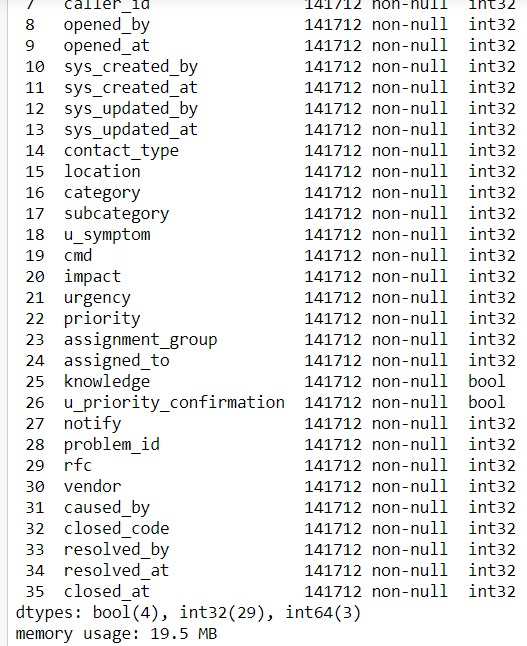 7 caller_id 141712 non-null int32
8 opened_by 141712 non-null int32
9 opened_at 141712 non-null int32
10 sys_created_by 141712 non-null int32
11 sys_created_at 141712 non-null int32
12 sys_updated_by 141712 non-null int32
13 sys_updated_at 141712 non-null int32
14 contact_type 141712 non-null int32
15 location 141712 non-null int32
16 category 141712 non-null int32
17 subcategory 141712 non-null int32
18 u_symptom 141712 non-null int32
19 cmd 141712 non-null int32
20 impact 141712 non-null int32
21 urgency 141712 non-null int32
22 priority 141712 non-null int32
23 assignment_group 141712 non-null int32
24 assigned_to 141712 non-null int32
25 knowledge 141712 non-null bool
26 u_priority_confirmation 141712 non-null bool
27 notify 141712 non-null int32
28 problem_id 141712 non-null int32
29 rfc 141712 non-null int32
30 vendor 141712 non-null int32
31 caused_by 141712 non-null int32
32 closed_code 141712 non-null int32
33 resolved_by 141712 non-null int32
34 resolved_at 141712 non-null int32
35 closed_at 141712 non-null int32
dtypes: bool(4), int32(29), int64(3)
memory usage: 19.5 MB